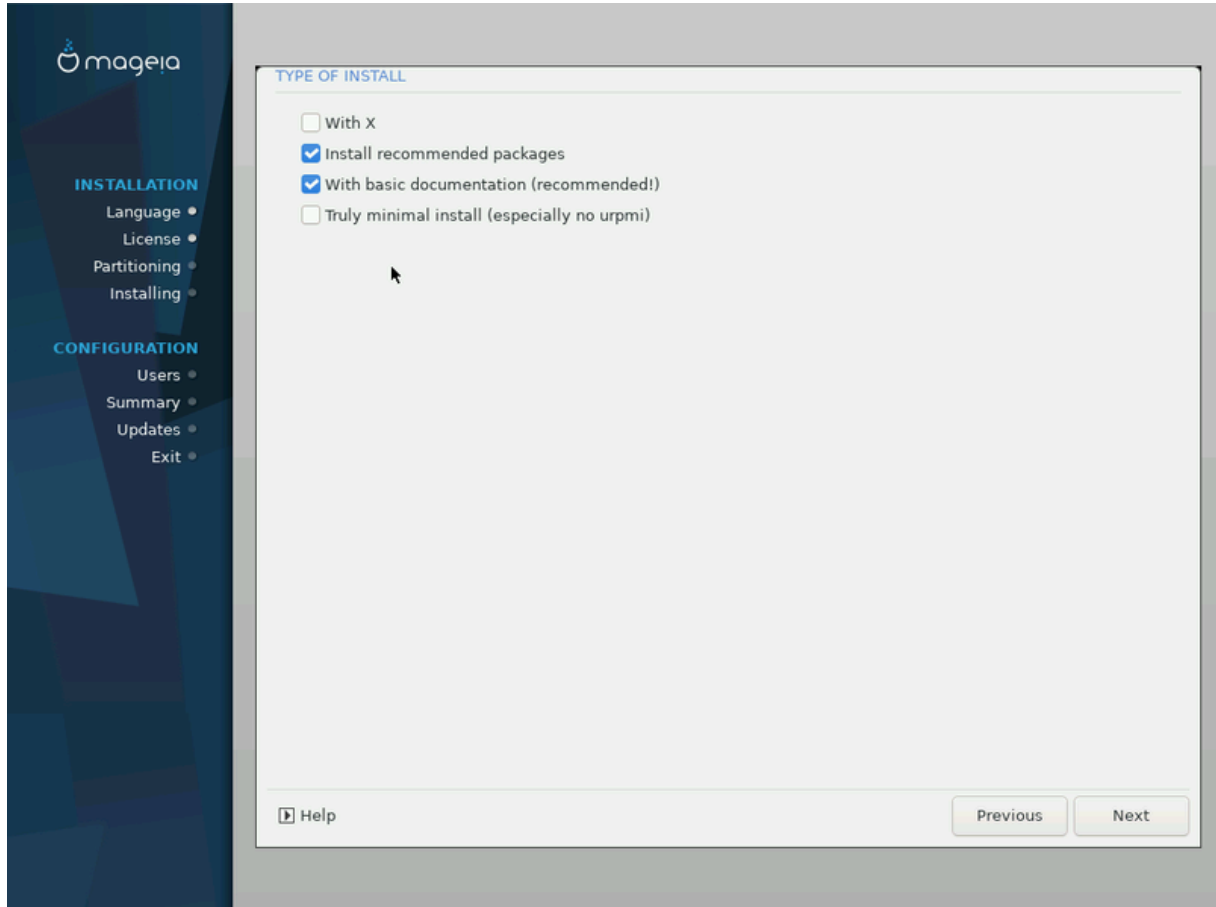 mageia
INSTALLATION
Language
License
Partitioning
Installing
CONFIGURATION
Users
Summary
Updates
Exit
TYPE OF INSTALL
With X
Install recommended packages
With basic documentation (recommended!)
Truly minimal install (especially no urpmi)
Help
Previous
Next